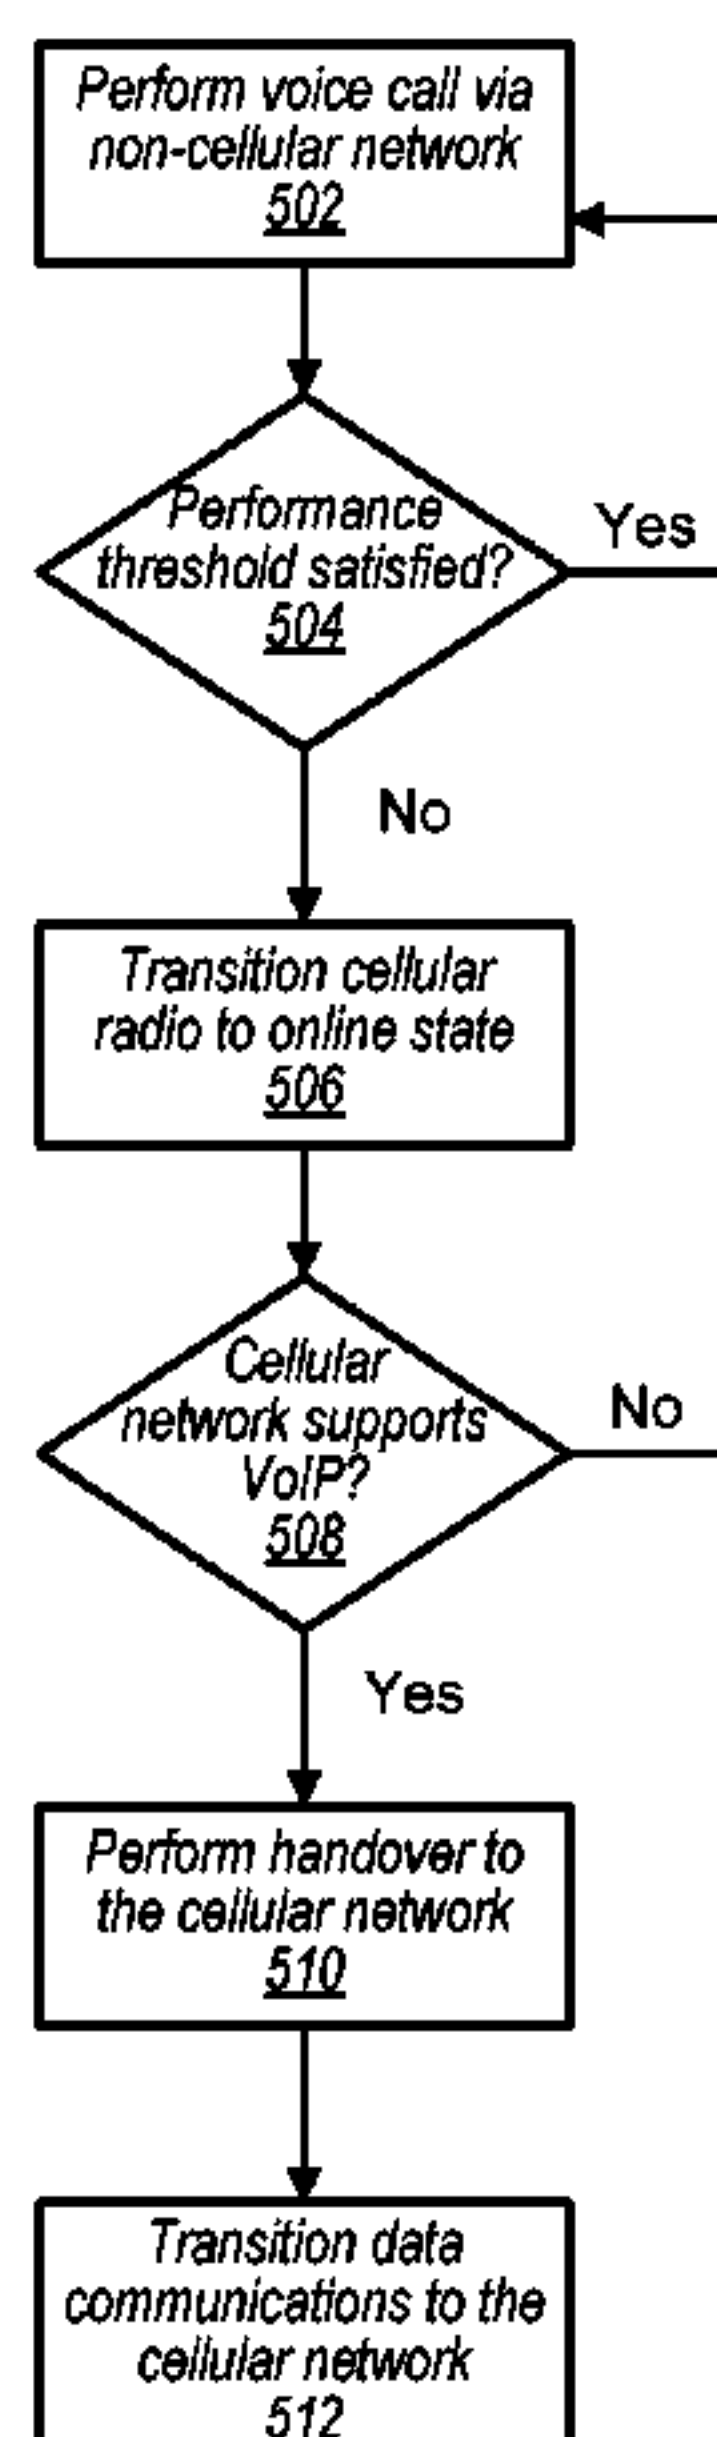 Perform voice call via
non-cellular network
502
Performance
threshold satisfied?
504
Yes
No
Transition cellular
radio to online state
506
Cellular
network supports
VoIP?
508
No
Yes
Perform handover to
the cellular network
510
Transition data
communications to the
cellular network
512